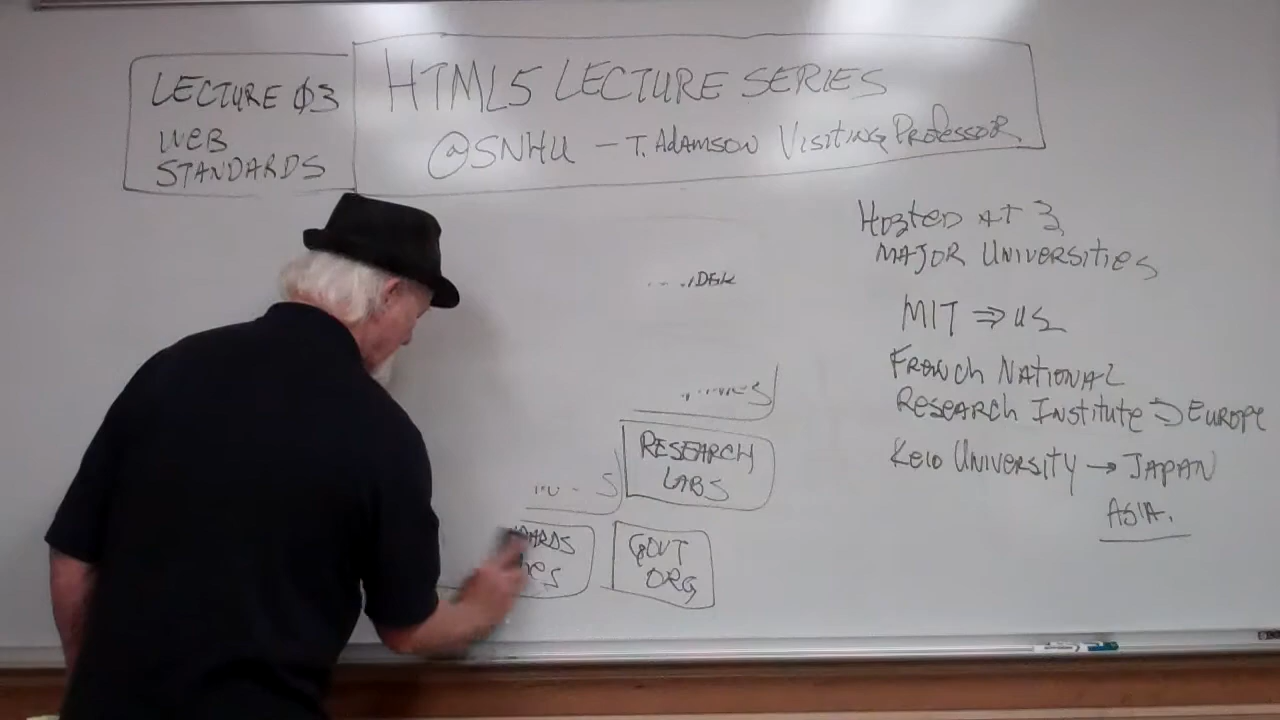 LECTURE Ø3
WEB
STANDARDS
HTML5 LECTURE SERIES
@SNHU - T. ADAMSON VISITING PROFESSOR
HOSTED AT 3
MAJOR UNIVERSITIES
MIT ⇒ US
FRENCH NATIONAL
RESEARCH INSTITUTE ⊃ EUROPE
KEIO UNIVERSITY → JAPAN
ASIA.
RESEARCH
LABS
GOVT
ORG